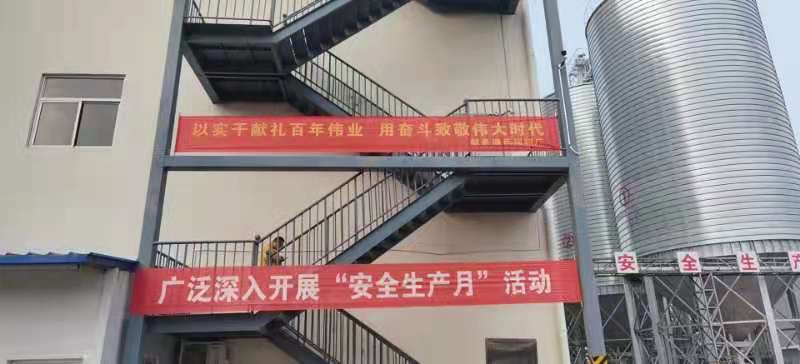 以实干献礼百年伟业 用奋斗致敬伟大时代
广泛深入开展“安全生产月”活动
安全生产